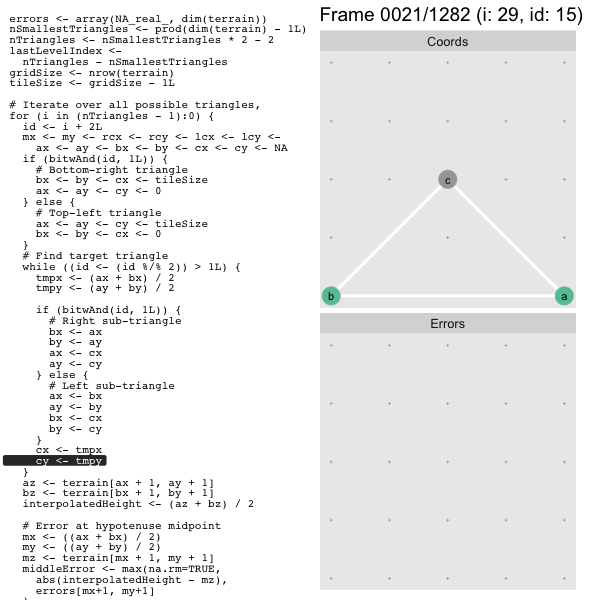 errors <- array(NA_real_, dim(terrain))
nSmallestTriangles <- prod(dim(terrain) - 1L)
nTriangles <- nSmallestTriangles * 2 - 2
lastLevelIndex <-
  nTriangles - nSmallestTriangles
gridSize <- nrow(terrain)
tileSize <- gridSize - 1L

# Iterate over all possible triangles,
for (i in (nTriangles - 1):0) {
  id <- i + 2L
  mx <- my <- rcx <- rcy <- lcx <- lcy <-
    ax <- ay <- bx <- by <- cx <- cy <- NA
  if (bitwAnd(id, 1L)) {
    # Bottom-right triangle
    bx <- by <- cx <- tileSize
    ax <- ay <- cy <- 0
  } else {
    # Top-left triangle
    ax <- ay <- cy <- tileSize
    bx <- by <- cx <- 0
  }
  # Find target triangle
  while ((id <- (id %/% 2)) > 1L) {
    tmpx <- (ax + bx) / 2
    tmpy <- (ay + by) / 2

    if (bitwAnd(id, 1L)) {
      # Right sub-triangle
      bx <- ax
      by <- ay
      ax <- cx
      ay <- cy
    } else {
      # Left sub-triangle
      ax <- bx
      ay <- by
      bx <- cx
      by <- cy
    }
    cx <- tmpx
    cy <- tmpy
  }
  az <- terrain[ax + 1, ay + 1]
  bz <- terrain[bx + 1, by + 1]
  interpolatedHeight <- (az + bz) / 2

  # Error at hypotenuse midpoint
  mx <- ((ax + bx) / 2)
  my <- ((ay + by) / 2)
  mz <- terrain[mx + 1, my + 1]
  middleError <- max(na.rm=TRUE,
    abs(interpolatedHeight - mz),
    errors[mx+1, my+1]
Frame 0021/1282 (i: 29, id: 15)
Coords
c
b a
Errors